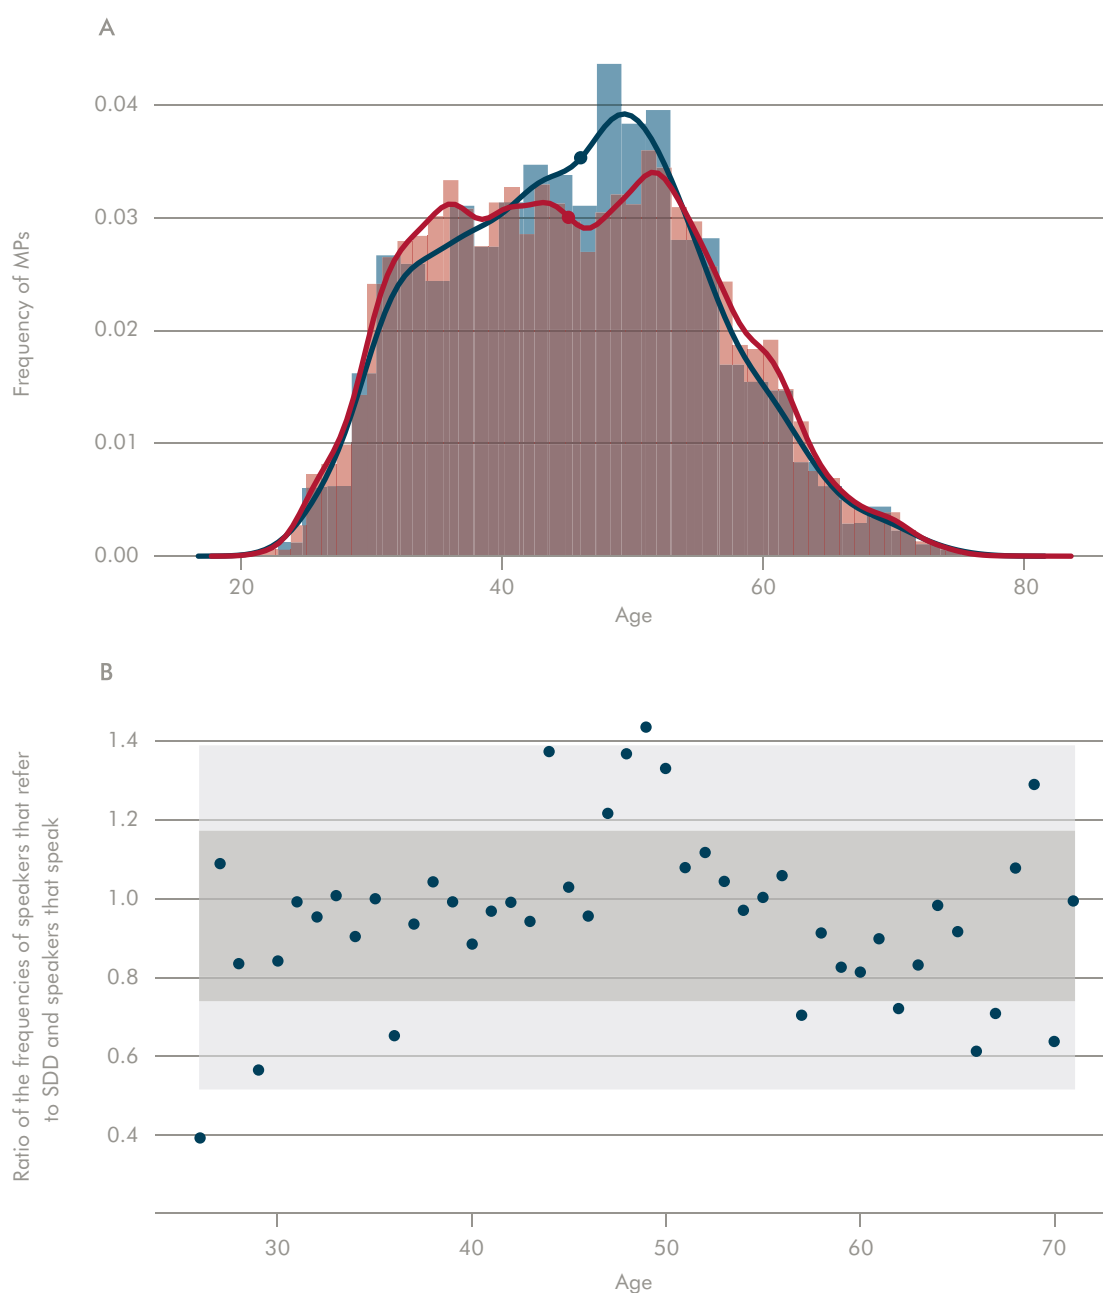 A
0.04
0.03
0.02
0.01
0.00
Frequency of MPs
20 40 60 80
Age
B
1.4
1.2
1.0
0.8
0.6
0.4
Ratio of the frequencies of speakers that refer
to SDD and speakers that speak
30 40 50 60 70
Age